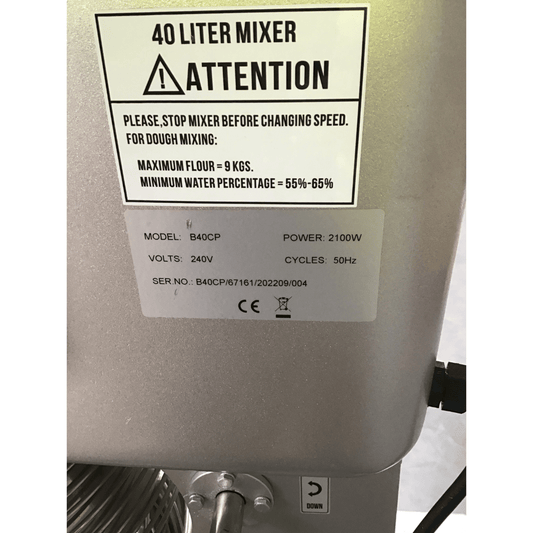 40 LITER MIXER
ATTENTION
PLEASE,STOP MIXER BEFORE CHANGING SPEED.
FOR DOUGH MIXING:
MAXIMUM FLOUR = 9 KGS.
MINIMUM WATER PERCENTAGE = 55%-65%
MODEL: B40CP POWER: 2100W
VOLTS: 240V CYCLES: 50Hz
SER.NO.: B40CP/67161/202209/004
CE
DOWN